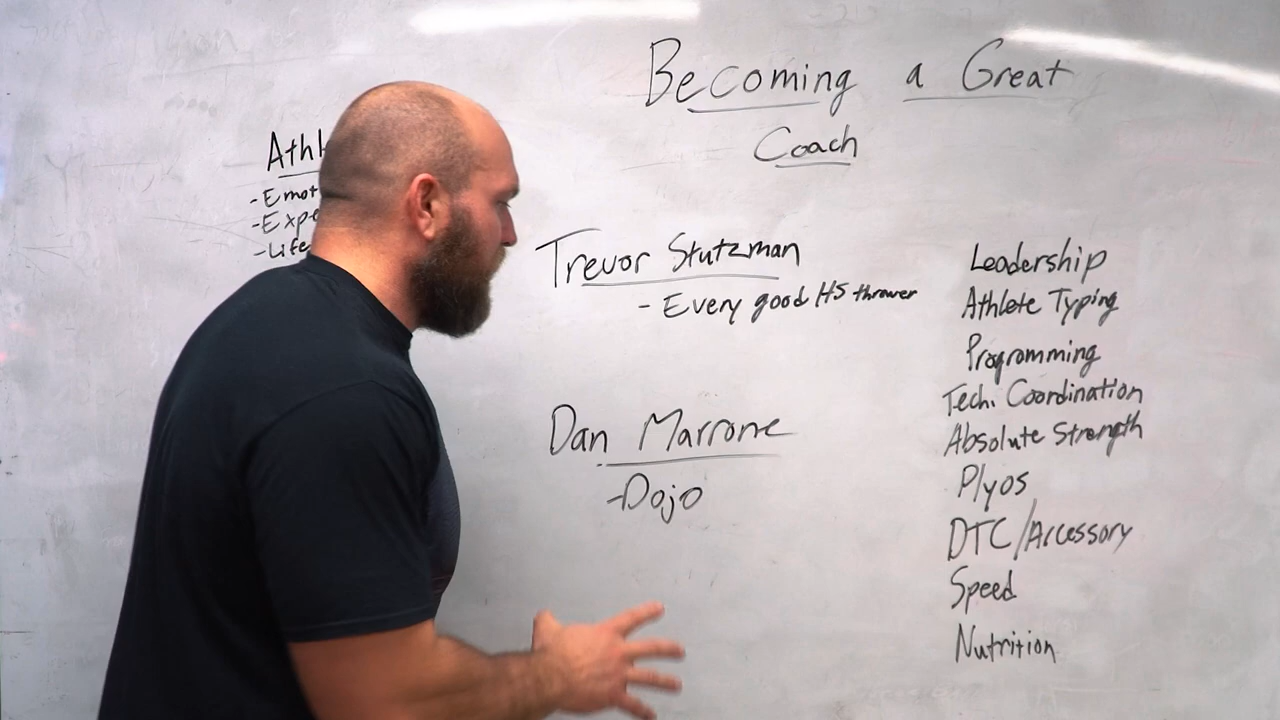 Becoming a Great
Coach
-Life
Trevor Stutzman
- Every good HS thrower
Dan Marrone
-Dojo
Leadership
Athlete Typing
Programming
Tech. Coordination
Absolute Strength
Plyos
DTC/Accessory
Speed
Nutrition